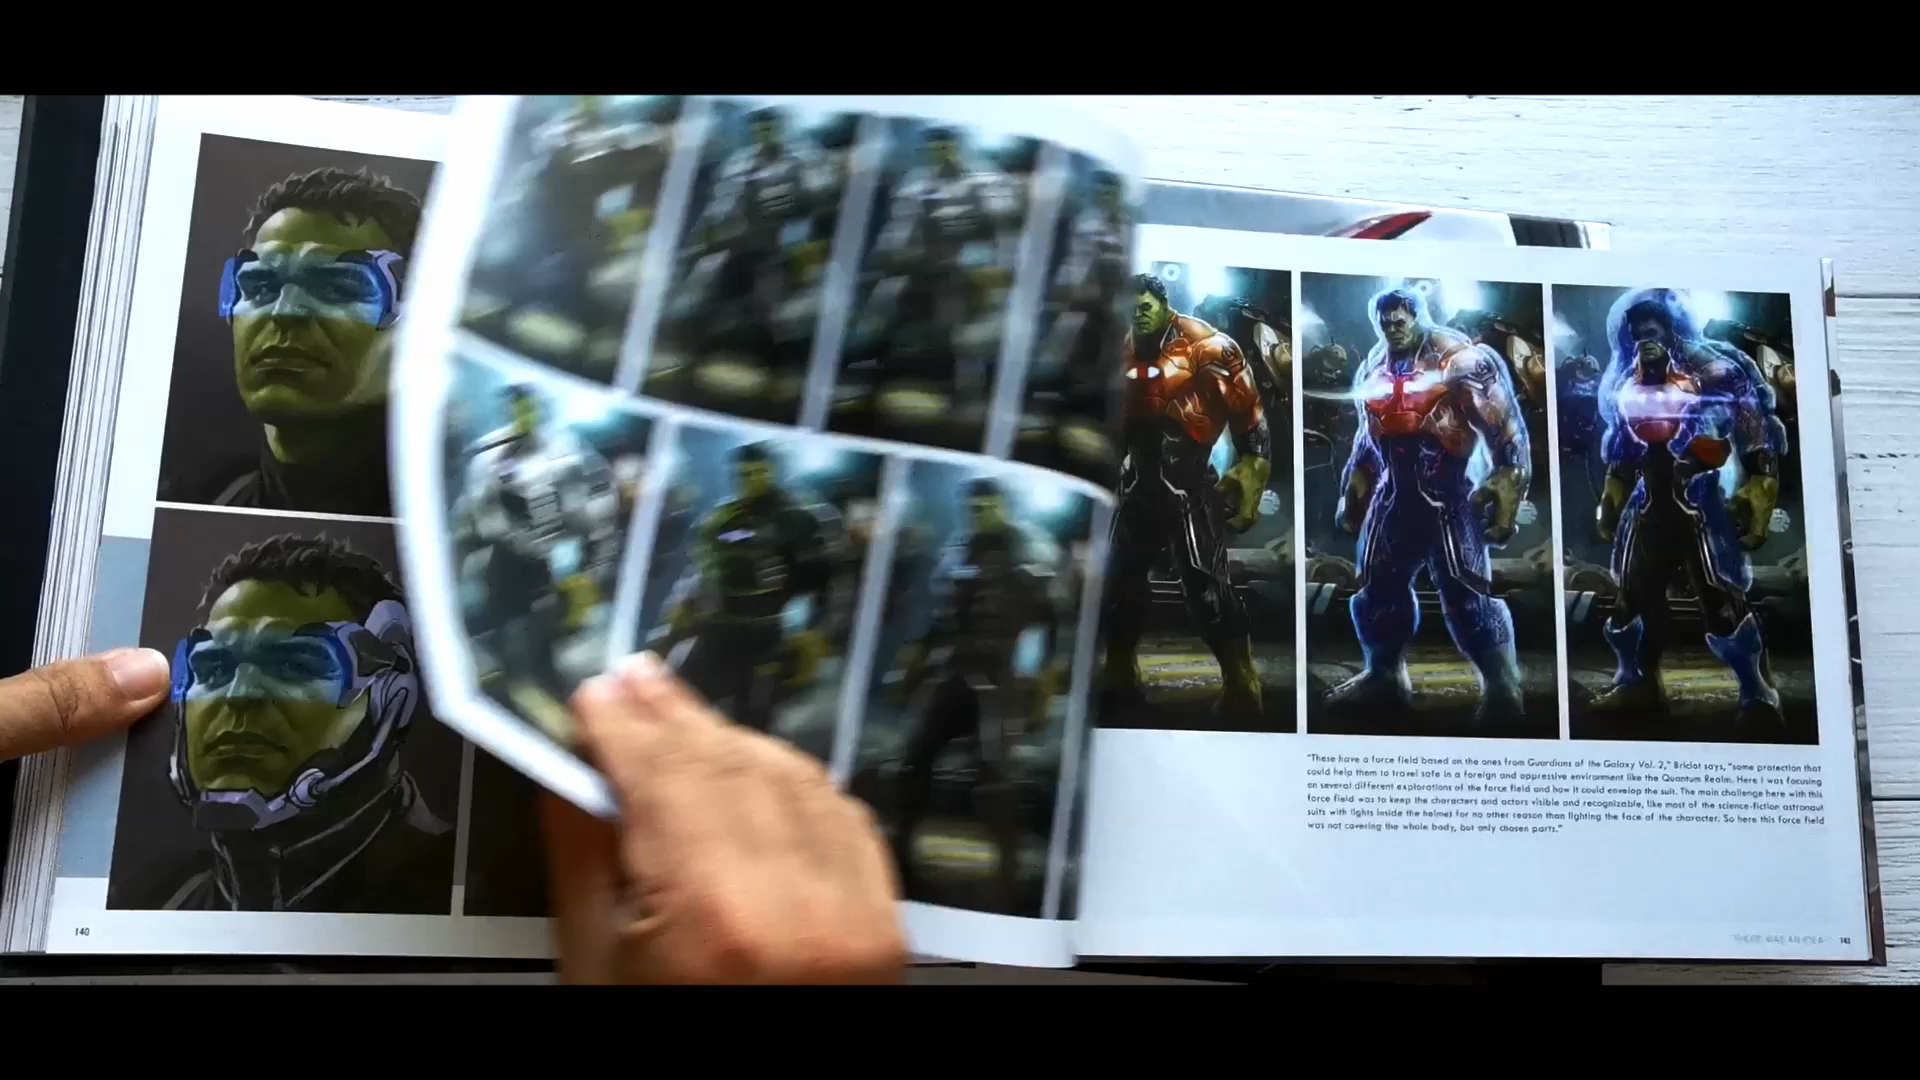 "These have a force field based on the ones from Guardians of the Galaxy Vol. 2," Briclot says, "some protection that
could help them to travel safe in a foreign and oppressive environment like the Quantum Realm. Here I was focusing
on several different explorations of the force field and how it could envelop the suit. The main challenge here with this
force field was to keep the characters and actors visible and recognizable, like most of the science-fiction astronaut
suits with lights inside the helmet for no other reason than lighting the face of the character. So here this force field
was not covering the whole body, but only chosen parts."
140
"THERE WAS AN IDEA" 143